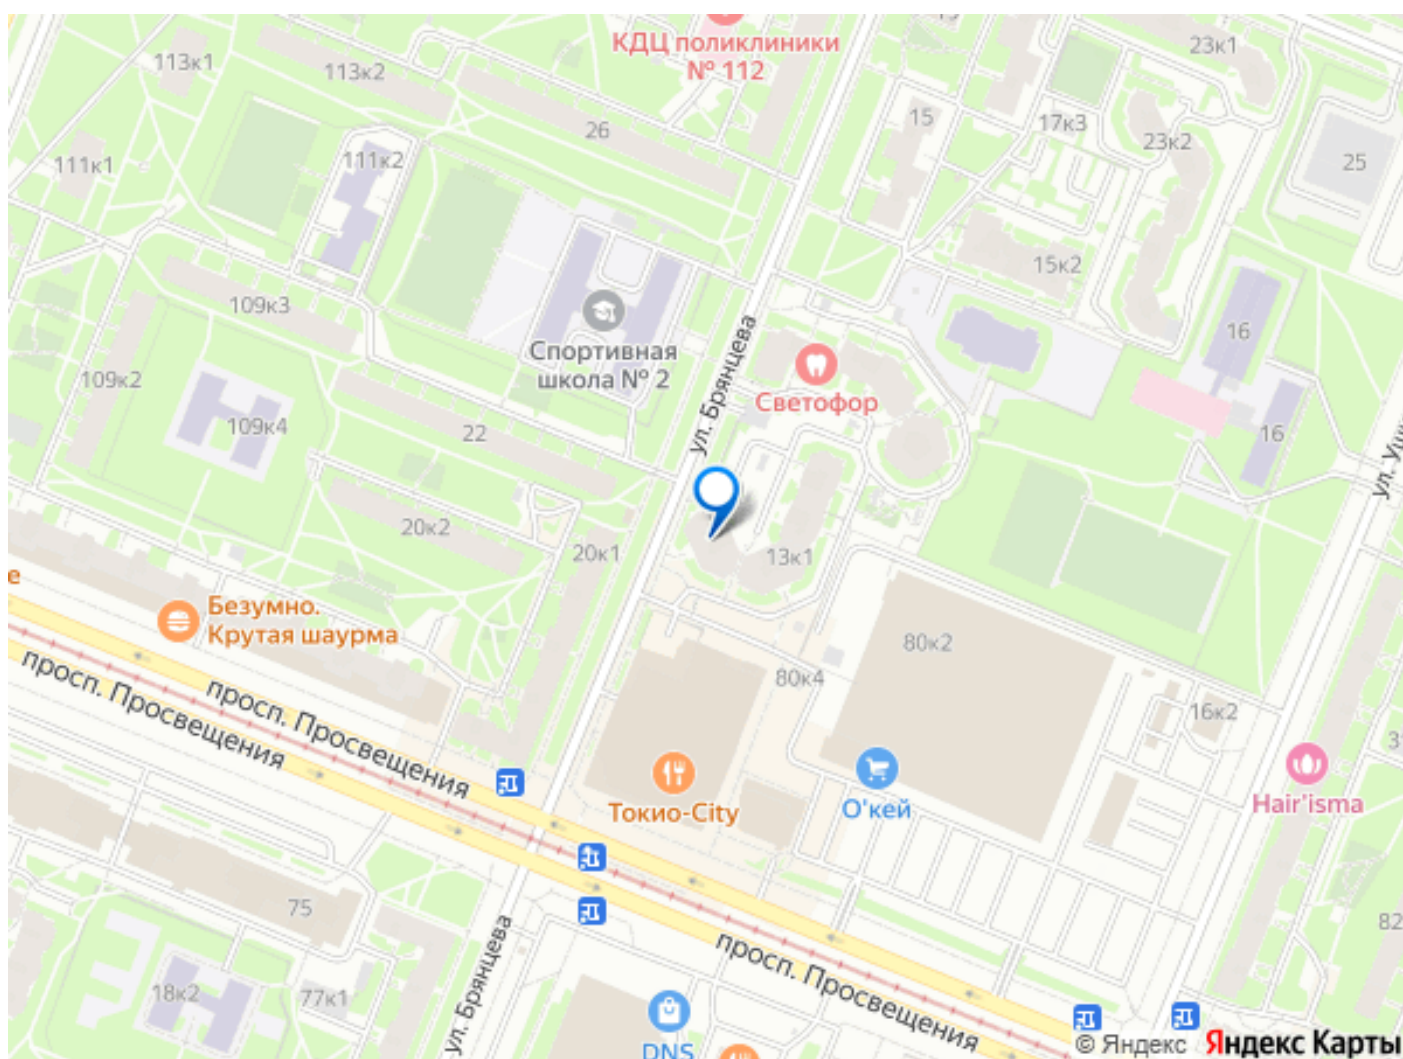 КДЦ поликлиники
№ 112
23к1
113к1
113к2
15
17к3
23к2
26
25
111к1
111к2
15к2
109к3
16
Спортивная
школа № 2
ул. Брянцева
109к2
Светофор
109к4
22
16
20к2
20к1
13к1
е
Безумно.
Крутая шаурма
80к2
80к4
16к2
просп. Просвещения
просп. Просвещения
Токио-City
О'кей
Hair'isma
75
82
ул. Брянцева
просп. Просвещения
18к2
77к1
DNS
© Яндекс Яндекс Карты